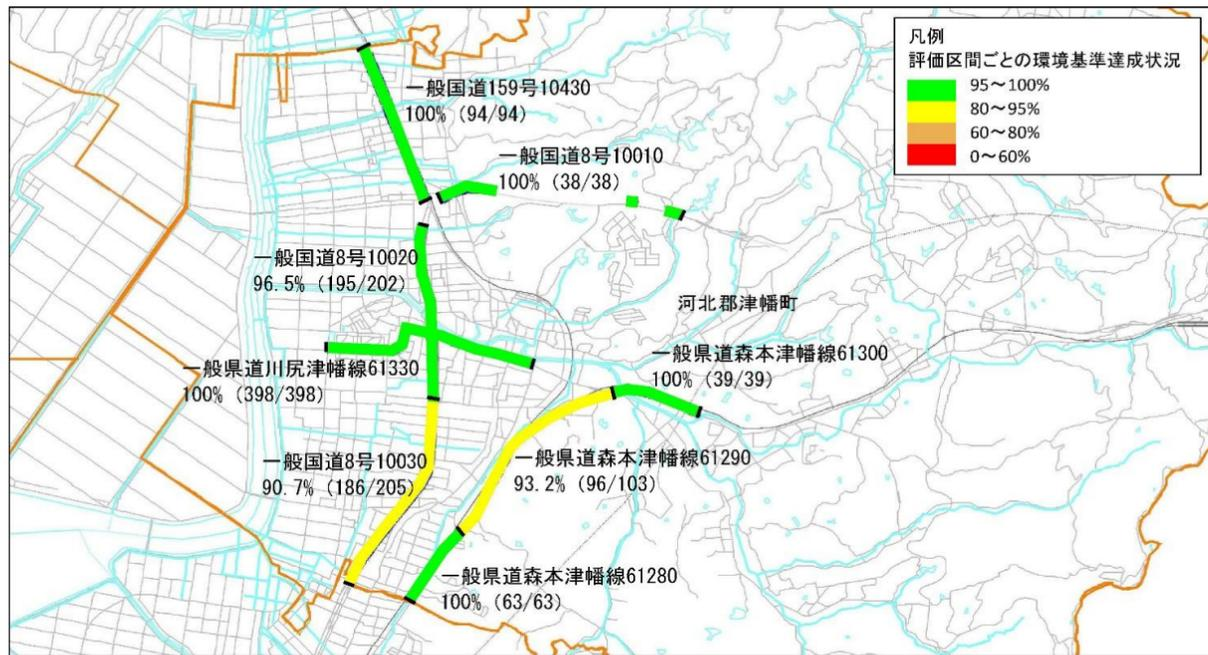 凡例
評価区間ごとの環境基準達成状況
95～100%
80～95%
60～80%
0～60%
一般国道159号10430
100% (94/94)
一般国道8号10010
100% (38/38)
一般国道8号10020
96.5% (195/202)
河北郡津幡町
一般県道川尻津幡線61330
100% (398/398)
一般県道森本津幡線61300
100% (39/39)
一般国道8号10030
90.7% (186/205)
一般県道森本津幡線61290
93.2% (96/103)
一般県道森本津幡線61280
100% (63/63)